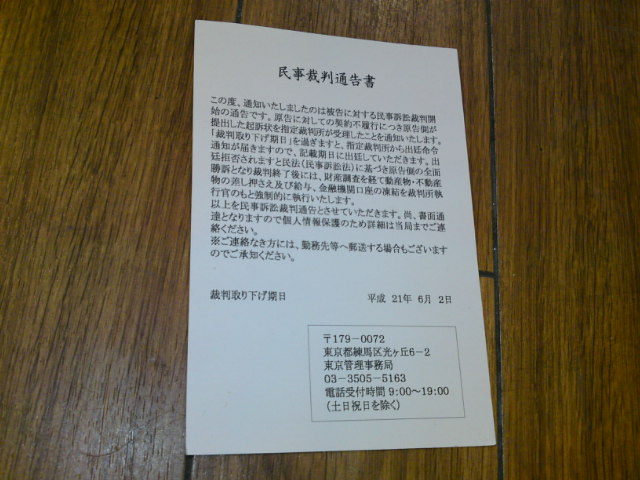 民事裁判通告書
この度、通知いたしましたのは被告に対する民事訴訟裁判開
始の通告です。原告に対しての契約不履行につき原告側が
提出した起訴状を指定裁判所が受理したことを通知いたします。
「裁判取り下げ期日」を過ぎますと、指定裁判所から出廷命令
通知が届きますので、記載期日に出廷していただきます。出
廷拒否されますと民法(民事訴訟法)に基づき原告側の全面
勝訴となり裁判終了後には、財産調査を経て動産物・不動産
物の差し押さえ及び給与、金融機関口座の凍結を裁判所執
行官のもと強制的に執行いたします。
以上を民事訴訟裁判通告とさせていただきます。尚、書面通
達となりますので個人情報保護のため詳細は当局までご連
絡ください。
※ご連絡なき方には、勤務先等へ郵送する場合もございます
のでご承知ください。
裁判取り下げ期日 平成 21年 6月 2日
〒179-0072
東京都練馬区光ヶ丘6-2
東京管理事務局
03-3505-5163
電話受付時間 9:00~19:00
(土日祝日を除く)